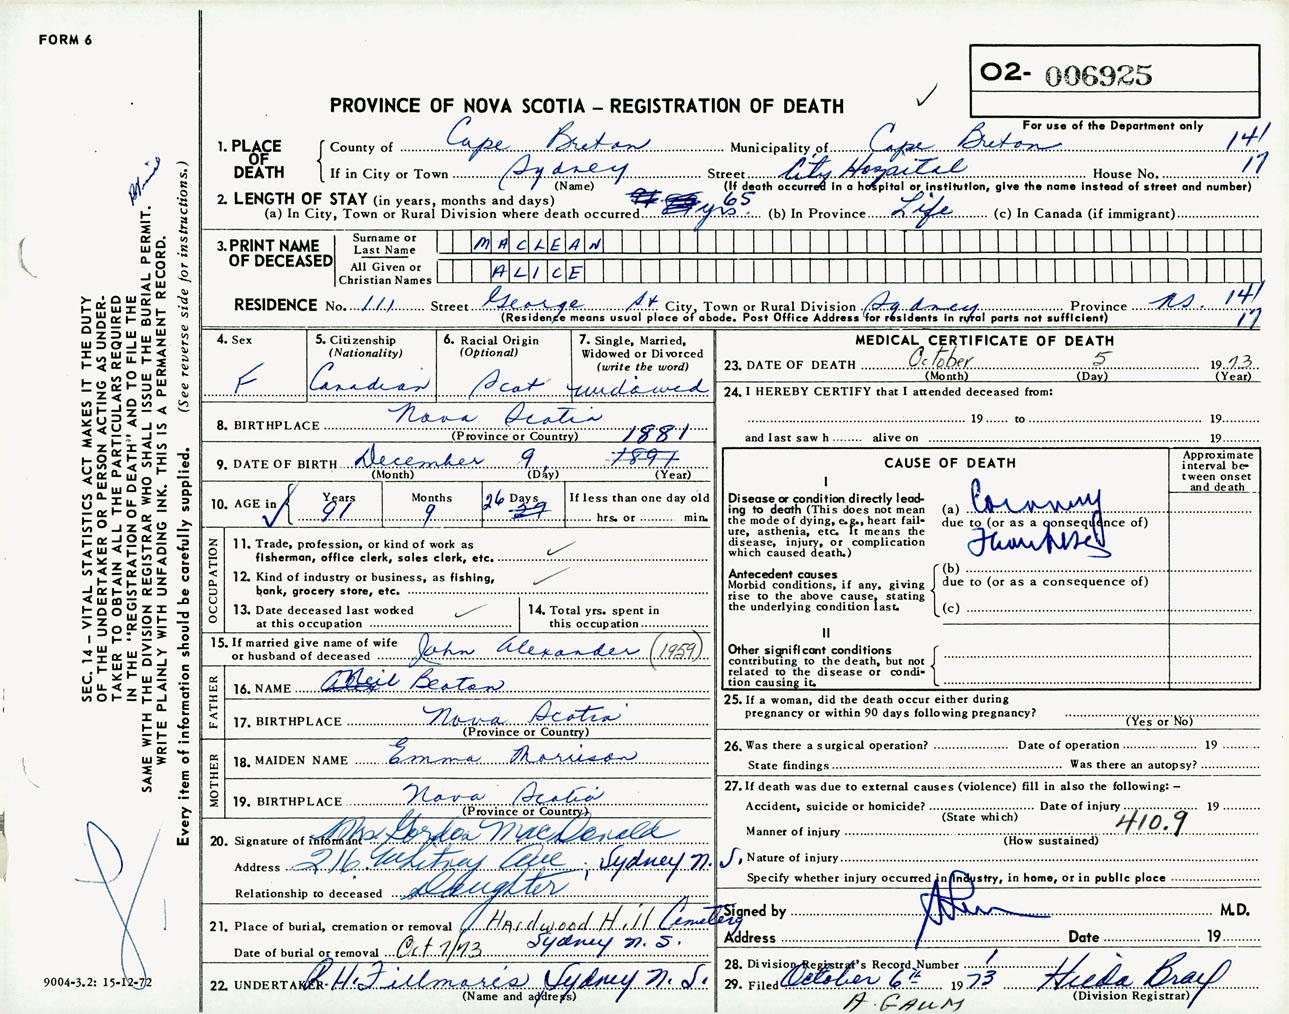 FORM 6
O2- 006925
PROVINCE OF NOVA SCOTIA – REGISTRATION OF DEATH
For use of the Department only
1. PLACE OF DEATH
County of Cape Breton Municipality of Cape Breton 141
If in City or Town Sydney Street City Hospital House No. 17
(Name) (If death occurred in a hospital or institution, give the name instead of street and number)
2. LENGTH OF STAY (in years, months and days)
(a) In City, Town or Rural Division where death occurred 65 yrs. (b) In Province Life (c) In Canada (if immigrant)
3. PRINT NAME OF DECEASED
Surname or Last Name MACLEAN
All Given or Christian Names ALICE
RESIDENCE No. 111 Street George St City, Town or Rural Division Sydney Province N.S. 141
(Residence means usual place of abode. Post Office Address for residents in rural parts not sufficient) 17
4. Sex
F
5. Citizenship
(Nationality)
Canadian
6. Racial Origin
(Optional)
Scot
7. Single, Married, Widowed or Divorced
(write the word)
widowed
8. BIRTHPLACE Nova Scotia
(Province or Country)
9. DATE OF BIRTH December 9, 1881 1891
(Month) (Day) (Year)
10. AGE in
Years 91
Months 9
Days 26
If less than one day old
hrs. or min.
OCCUPATION
11. Trade, profession, or kind of work as
fisherman, office clerk, sales clerk, etc.
12. Kind of industry or business, as fishing,
bank, grocery store, etc.
13. Date deceased last worked
at this occupation
14. Total yrs. spent in
this occupation
15. If married give name of wife
or husband of deceased John Alexander (1959)
FATHER
16. NAME Neil Beaton
17. BIRTHPLACE Nova Scotia
(Province or Country)
MOTHER
18. MAIDEN NAME Emma Morrison
19. BIRTHPLACE Nova Scotia
(Province or Country)
20. Signature of informant Mrs Gordon MacDonald
Address 216 Whitney Ave, Sydney N.S.
Relationship to deceased Daughter
21. Place of burial, cremation or removal Hardwood Hill Cemetery
Sydney N.S.
Date of burial or removal Oct 7/73
22. UNDERTAKER H. Fillmore's Sydney N.S.
(Name and address)
MEDICAL CERTIFICATE OF DEATH
23. DATE OF DEATH October 5 1973
(Month) (Day) (Year)
24. I HEREBY CERTIFY that I attended deceased from:
19 to 19
and last saw h alive on 19
CAUSE OF DEATH
Approximate interval between onset and death
I
Disease or condition directly leading to death (This does not mean the mode of dying, e.g., heart failure, asthenia, etc. It means the disease, injury, or complication which caused death.)
(a) Coronary
due to (or as a consequence of)
Thrombosis
Antecedent causes
Morbid conditions, if any, giving rise to the above cause, stating the underlying condition last.
(b)
due to (or as a consequence of)
(c)
II
Other significant conditions
contributing to the death, but not related to the disease or condition causing it.
25. If a woman, did the death occur either during
pregnancy or within 90 days following pregnancy?
(Yes or No)
26. Was there a surgical operation? Date of operation 19
State findings Was there an autopsy?
27. If death was due to external causes (violence) fill in also the following: –
Accident, suicide or homicide? Date of injury 19
(State which) 410.9
Manner of injury
(How sustained)
Nature of injury
Specify whether injury occurred in industry, in home, or in public place
Signed by M.D.
Address Date 19
28. Division Registrar's Record Number 1
29. Filed October 6th 1973 Hilda Bray
(Division Registrar)
A. GAUM
SEC. 14 – VITAL STATISTICS ACT MAKES IT THE DUTY
OF THE UNDERTAKER OR PERSON ACTING AS UNDERTAKER TO OBTAIN ALL THE PARTICULARS REQUIRED
IN THE "REGISTRATION OF DEATH" AND TO FILE THE
SAME WITH THE DIVISION REGISTRAR WHO SHALL ISSUE THE BURIAL PERMIT.
WRITE PLAINLY WITH UNFADING INK. THIS IS A PERMANENT RECORD.
Every item of information should be carefully supplied. (See reverse side for instructions.)
9004-3.2: 15-12-72